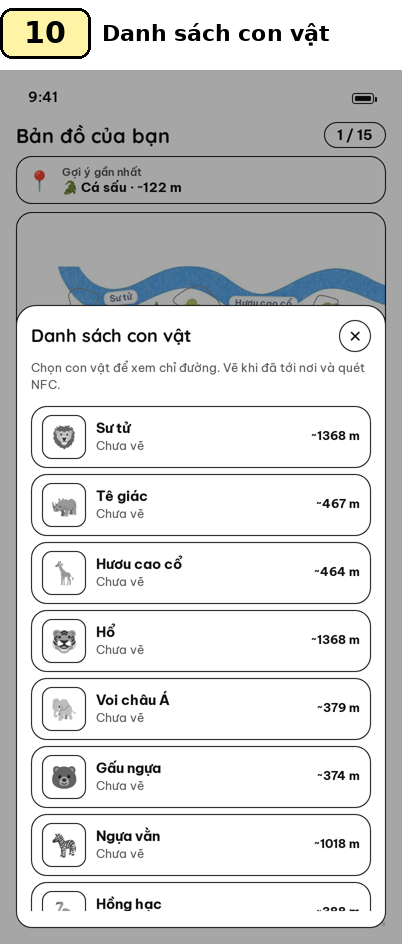 10 Danh sách con vật
9:41
Bản đồ của bạn
1 / 15
Gợi ý gần nhất
Cá sấu · ~122 m
Sư tử
Hươu cao cổ
Danh sách con vật
Chọn con vật để xem chỉ đường. Vẽ khi đã tới nơi và quét
NFC.
Sư tử
Chưa vẽ
~1368 m
Tê giác
Chưa vẽ
~467 m
Hươu cao cổ
Chưa vẽ
~464 m
Hổ
Chưa vẽ
~1368 m
Voi châu Á
Chưa vẽ
~379 m
Gấu ngựa
Chưa vẽ
~374 m
Ngựa vằn
Chưa vẽ
~1018 m
Hồng hạc